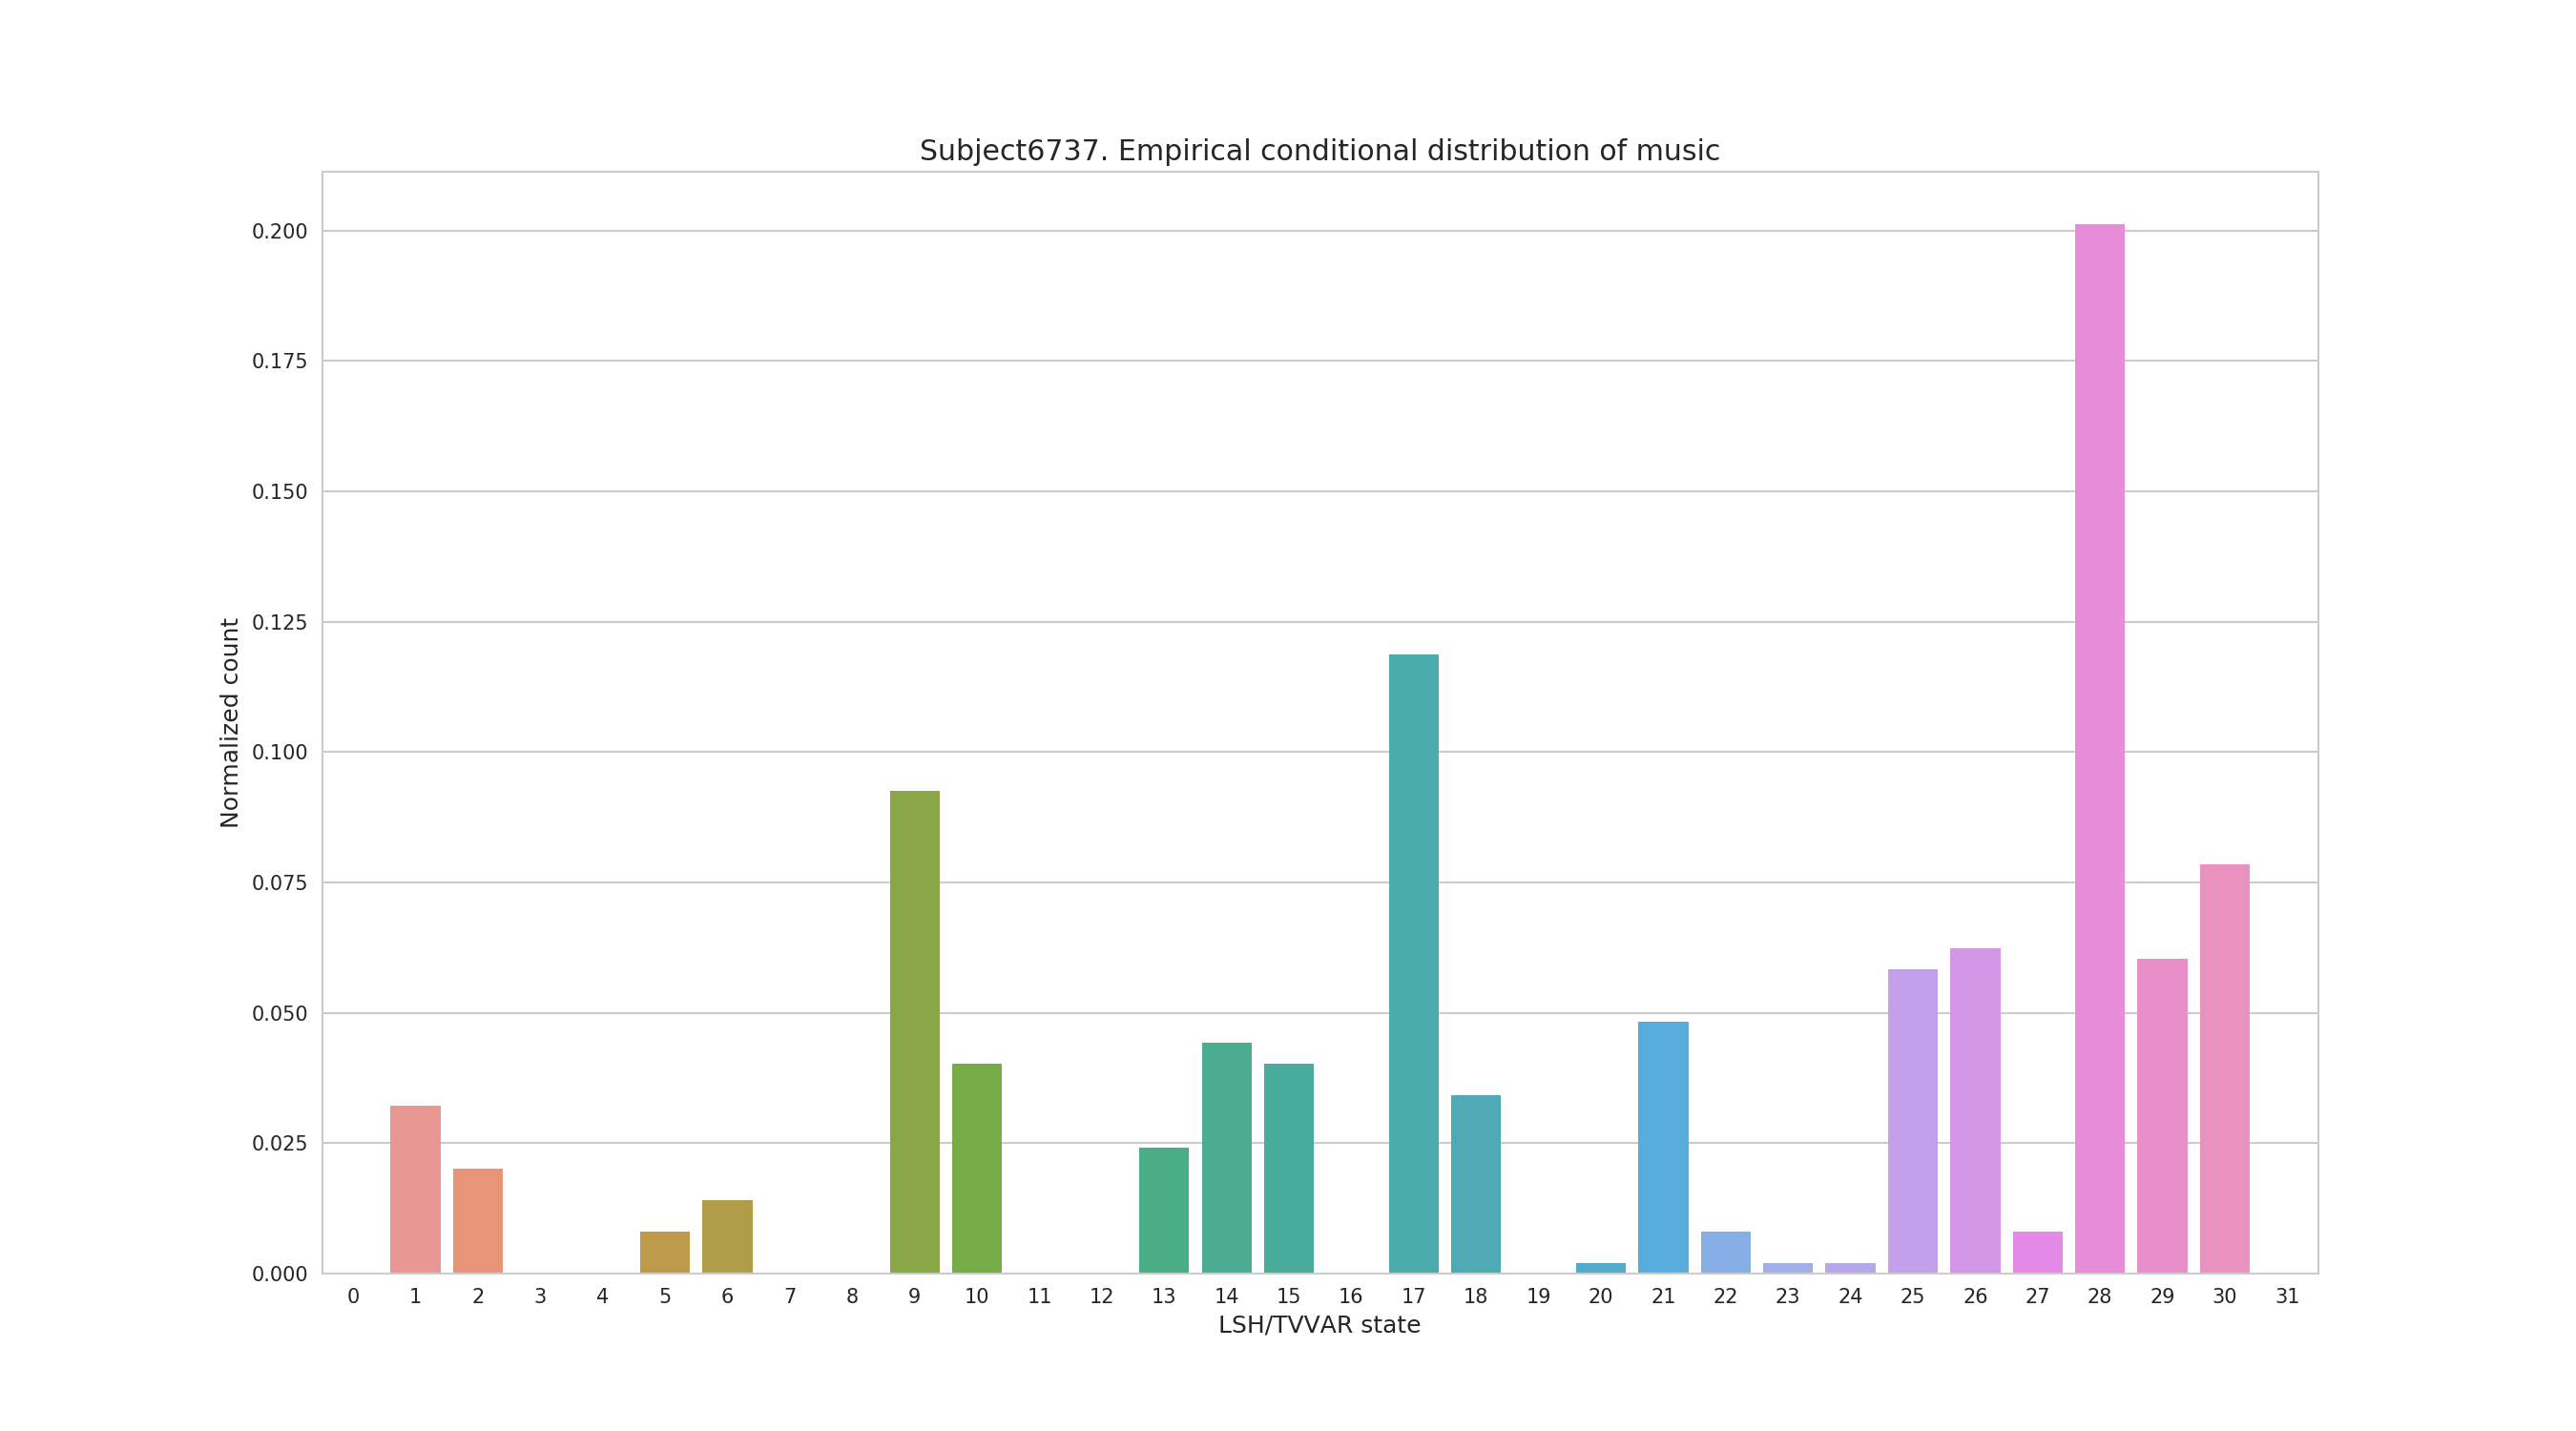 Subject6737. Empirical conditional distribution of music
0.200
0.175
0.150
0.125
0.100
0.075
0.050
0.025
0.000
Normalized count
0 1 2 3 4 5 6 7 8 9 10 11 12 13 14 15 16 17 18 19 20 21 22 23 24 25 26 27 28 29 30 31
LSH/TVVAR state